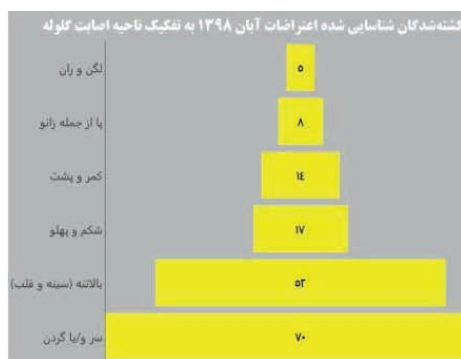 کشته‌شدگان شناسایی شده اعتراضات آبان ۱۳۹۸ به تفکیک ناحیه اصابت گلوله
لگن و ران ۵
پا از جمله زانو ۸
کمر و پشت ۱٤
شکم و پهلو ۱۷
بالاتنه (سینه و قلب) ۵۲
سر و/یا گردن ۷۰